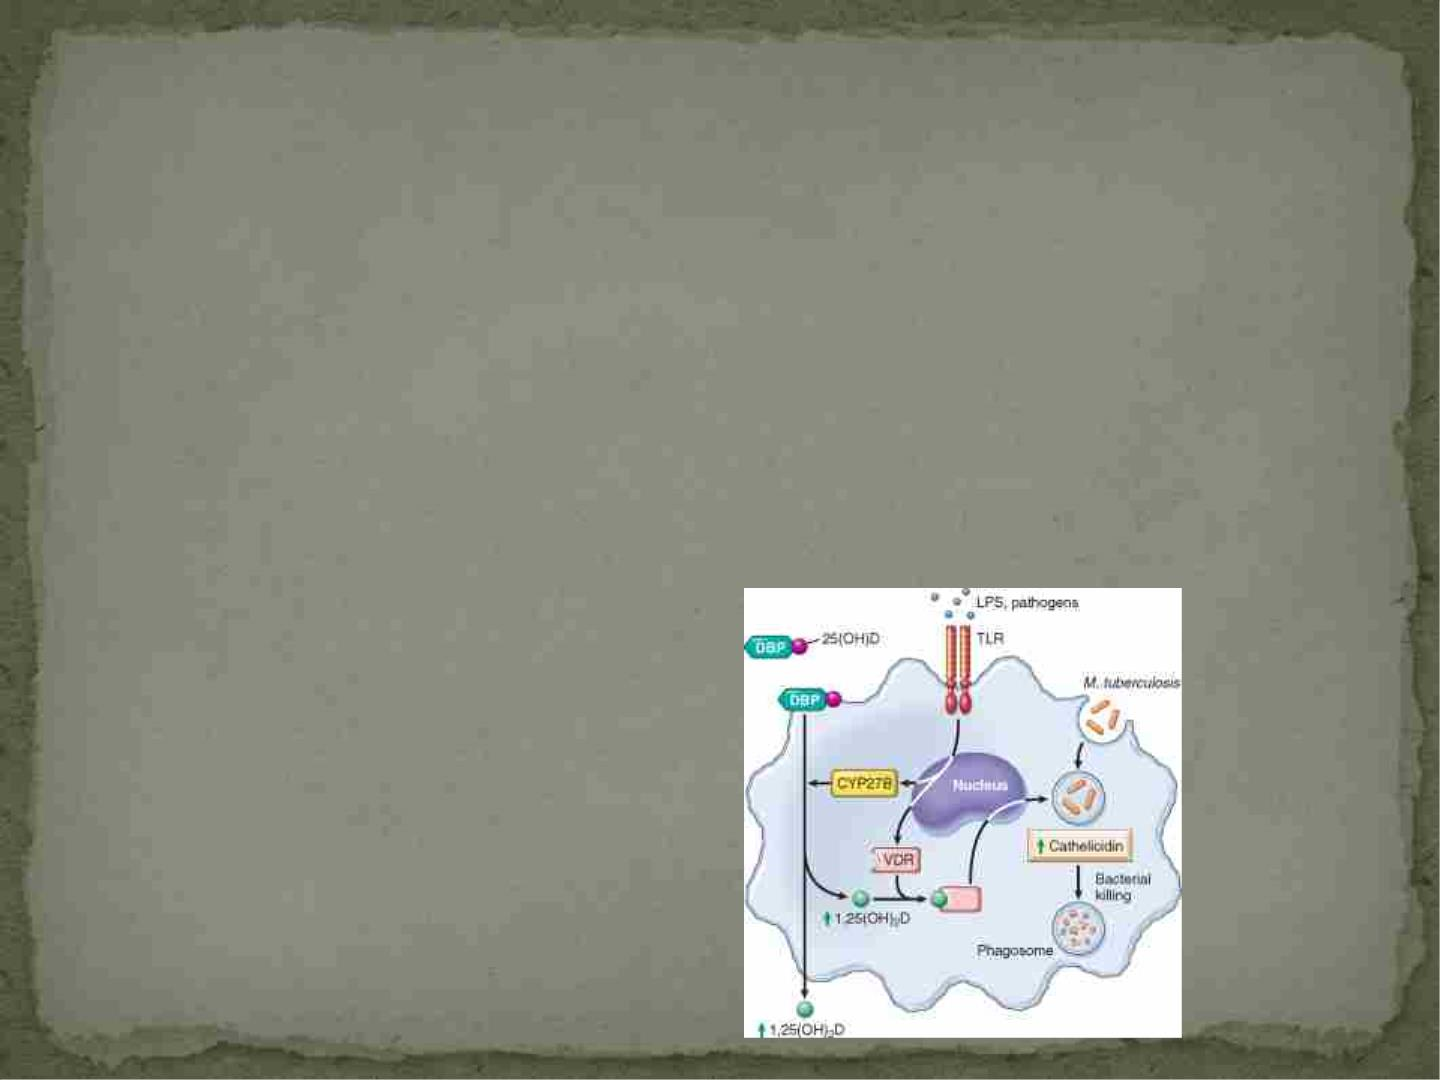 LPS, pathogens
DBP
25(OH)D
TLR
M. tuberculosis
DBP
CYP27B
Nucleus
VDR
↑ Cathelicidin
Bacterial
killing
↑ 1,25(OH)₂D
Phagosome
↑ 1,25(OH)₂D